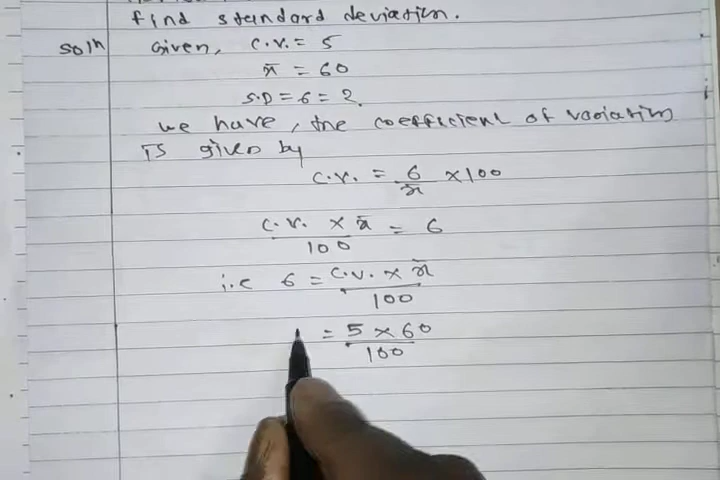 find standard deviation.
soln given, C.V. = 5
x̄ = 60
S.D = σ = ?
we have, the coefficient of variation
is given by
C.V. = σ/x̄ × 100
C.V. × x̄/100 = σ
i.e σ = C.V. × x̄/100
= 5 × 60/100